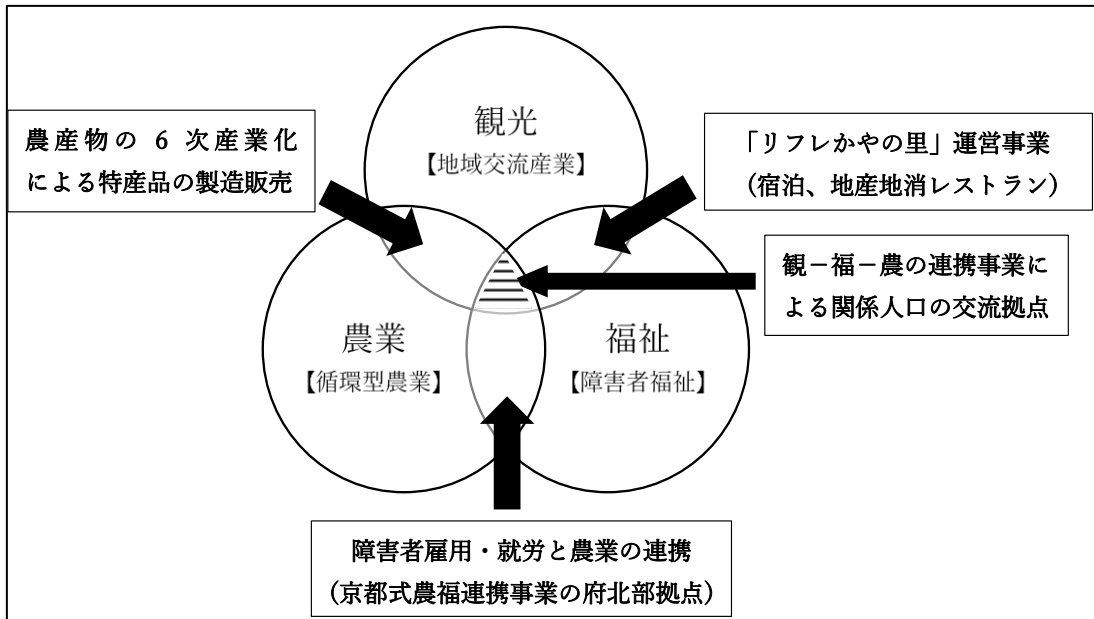 観光
【地域交流産業】
農産物の 6 次産業化
による特産品の製造販売
「リフレかやの里」運営事業
（宿泊、地産地消レストラン）
観－福－農の連携事業に
よる関係人口の交流拠点
農業
【循環型農業】
福祉
【障害者福祉】
障害者雇用・就労と農業の連携
（京都式農福連携事業の府北部拠点）